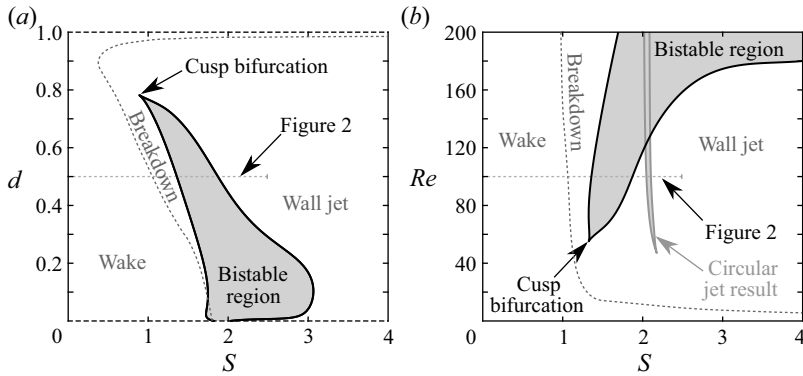 (a)
1.0
0.8
0.6
d
0.4
0.2
0
1
2
3
4
S
Cusp bifurcation
Breakdown
Figure 2
Wall jet
Wake
Bistable
region
(b)
200
160
120
Re
80
40
0
1
2
3
4
S
Bistable region
Breakdown
Wake
Wall jet
Figure 2
Cusp
bifurcation
Circular
jet result